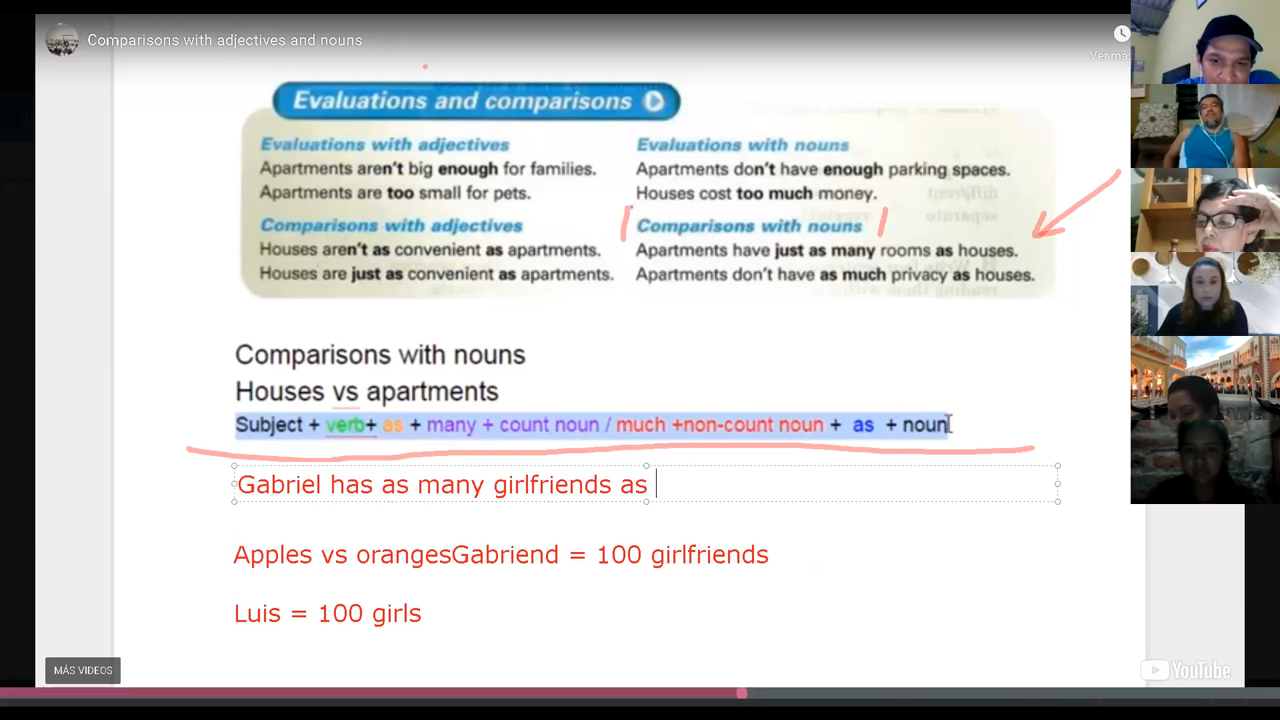 Comparisons with adjectives and nouns
Ver más
Evaluations and comparisons
Evaluations with adjectives
Apartments aren't big enough for families.
Apartments are too small for pets.
Comparisons with adjectives
Houses aren't as convenient as apartments.
Houses are just as convenient as apartments.
Evaluations with nouns
Apartments don't have enough parking spaces.
Houses cost too much money.
Comparisons with nouns
Apartments have just as many rooms as houses.
Apartments don't have as much privacy as houses.
Comparisons with nouns
Houses vs apartments
Subject + verb+ as + many + count noun / much +non-count noun + as + noun
Gabriel has as many girlfriends as
Apples vs orangesGabriend = 100 girlfriends
Luis = 100 girls
MÁS VIDEOS
YouTube